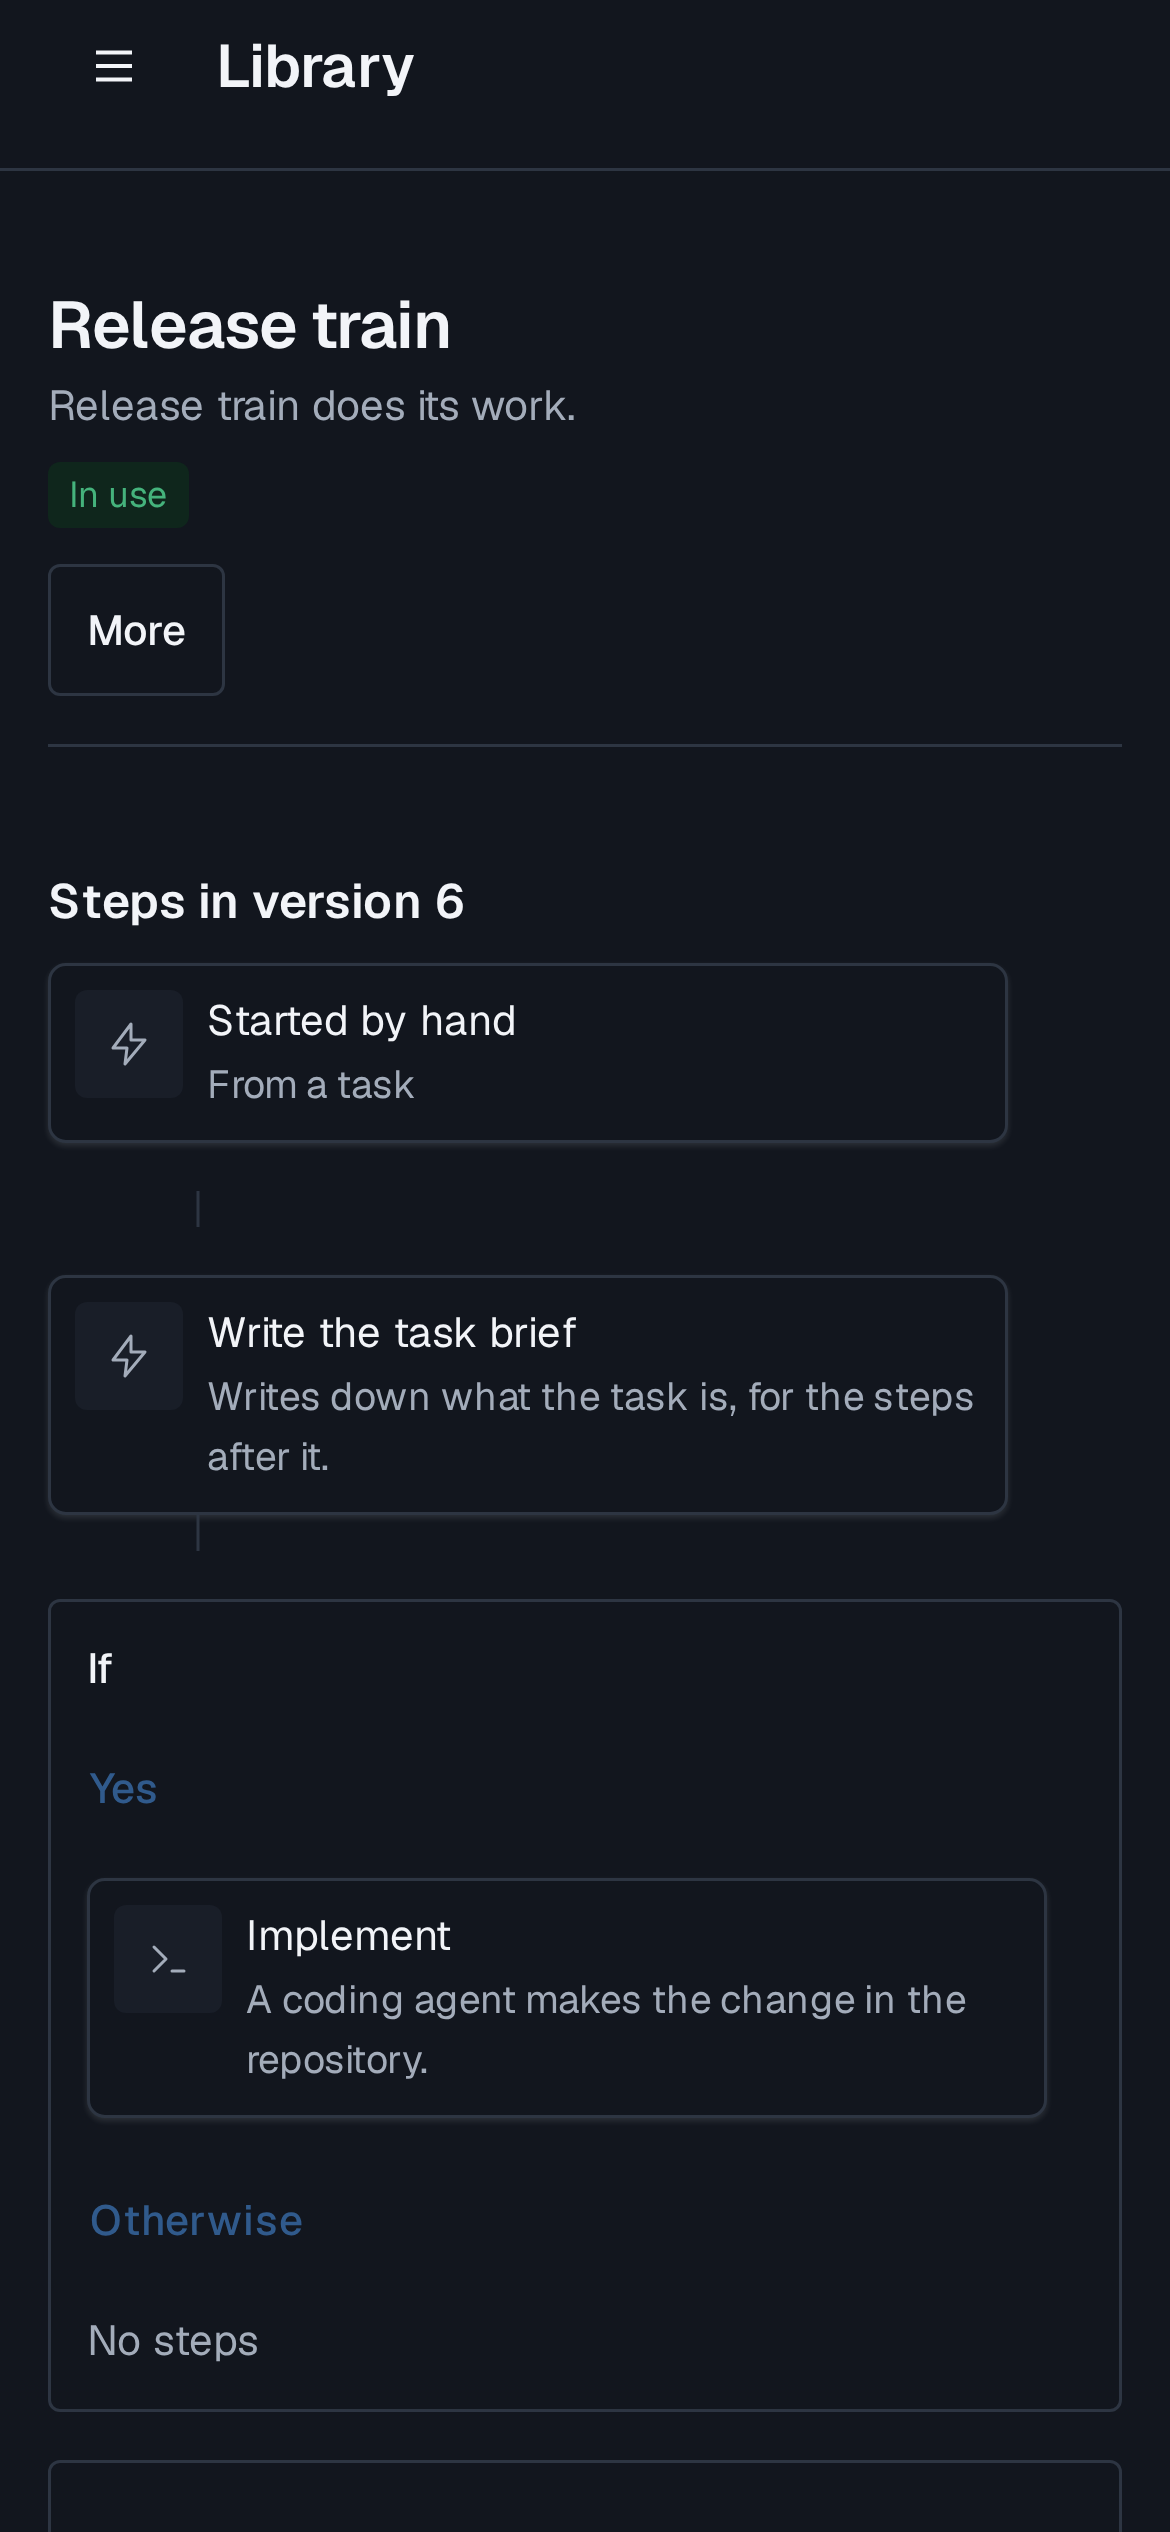 Library
Release train
Release train does its work.
In use
More
Steps in version 6
Started by hand
From a task
Write the task brief
Writes down what the task is, for the steps
after it.
If
Yes
Implement
A coding agent makes the change in the
repository.
Otherwise
No steps